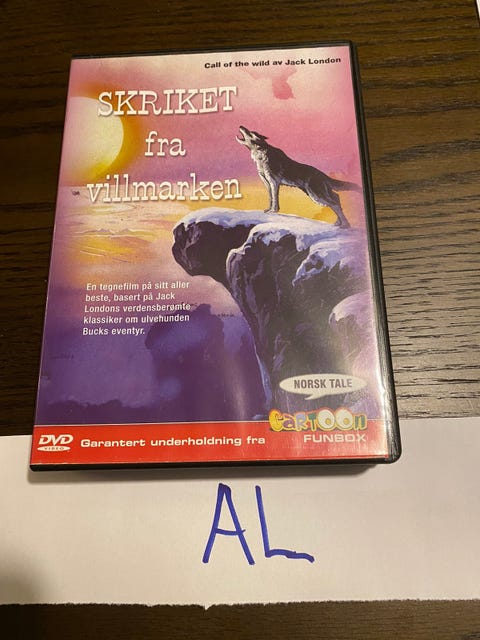 Call of the wild av Jack London
SKRIKET
fra
villmarken
En tegnefilm på sitt aller
beste, basert på Jack
Londons verdensberømte
klassiker om ulvehunden
Bucks eventyr.
NORSK TALE
CARTOON
FUNBOX
DVD
VIDEO
Garantert underholdning fra
AL